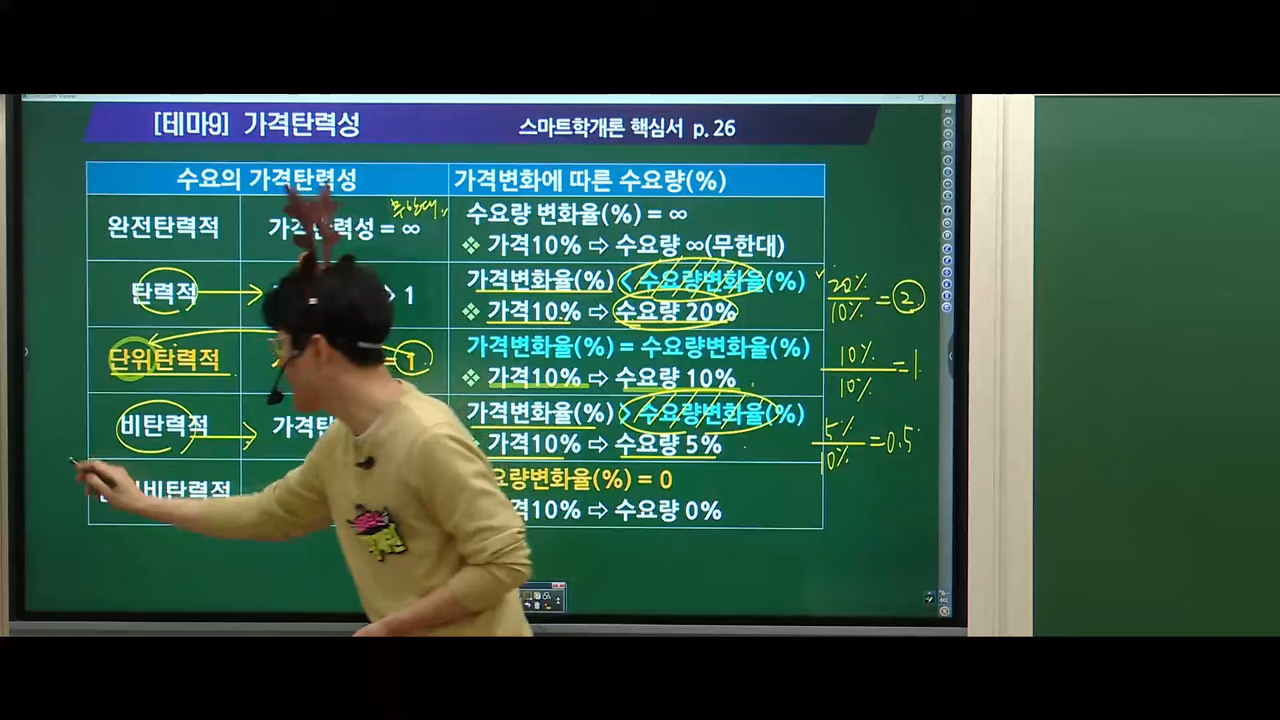 [테마9] 가격탄력성
스마트학개론 핵심서 p. 26
수요의 가격탄력성
가격변화에 따른 수요량(%)
완전탄력적
가격탄력성 = ∞
무한대
수요량 변화율(%) = ∞
❖ 가격10% ⇨ 수요량 ∞(무한대)
탄력적
> 1
가격변화율(%) < 수요량변화율(%)
❖ 가격10% ⇨ 수요량 20%
20%
10%
= 2
단위탄력적
= 1
가격변화율(%) = 수요량변화율(%)
❖ 가격10% ⇨ 수요량 10%
10%
10%
= 1
비탄력적
가격탄
가격변화율(%) > 수요량변화율(%)
가격10% ⇨ 수요량 5%
5%
10%
= 0.5
비탄력적
요량변화율(%) = 0
가격10% ⇨ 수요량 0%